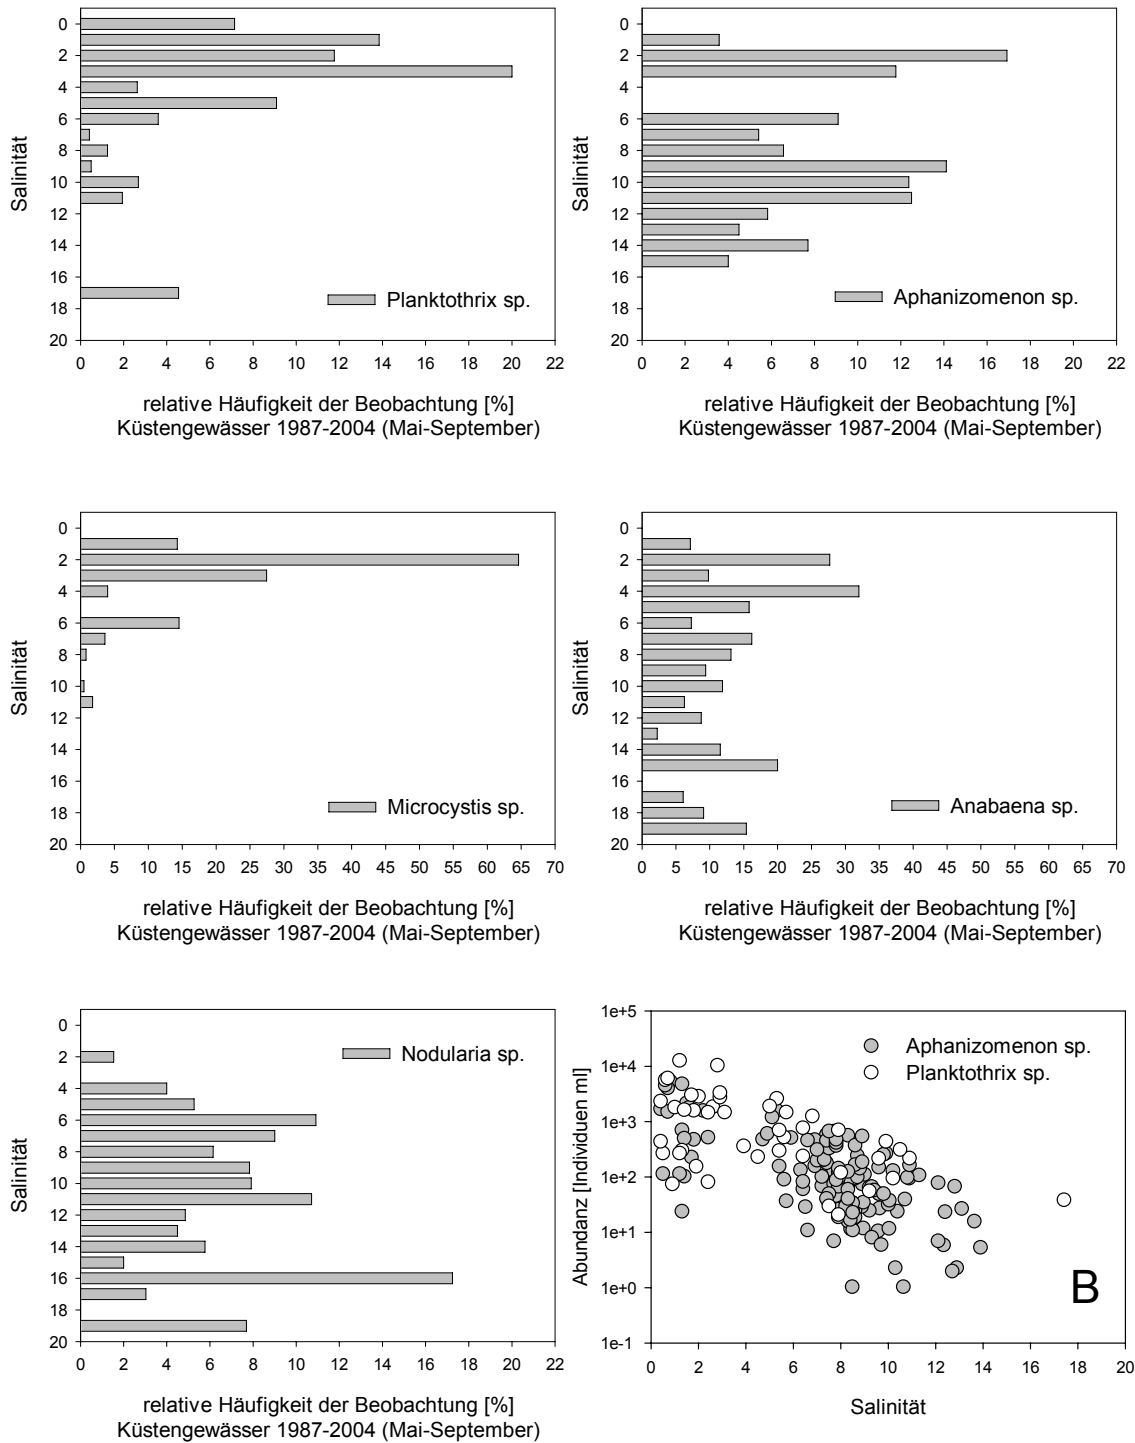 0
2
4
6
8
10
12
14
16
18
20
Salinität
Planktothrix sp.
0 2 4 6 8 10 12 14 16 18 20 22
relative Häufigkeit der Beobachtung [%]
Küstengewässer 1987-2004 (Mai-September)
0
2
4
6
8
10
12
14
16
18
20
Salinität
Aphanizomenon sp.
0 2 4 6 8 10 12 14 16 18 20 22
relative Häufigkeit der Beobachtung [%]
Küstengewässer 1987-2004 (Mai-September)
0
2
4
6
8
10
12
14
16
18
20
Salinität
Microcystis sp.
0 5 10 15 20 25 30 35 40 45 50 55 60 65 70
relative Häufigkeit der Beobachtung [%]
Küstengewässer 1987-2004 (Mai-September)
0
2
4
6
8
10
12
14
16
18
20
Salinität
Anabaena sp.
0 5 10 15 20 25 30 35 40 45 50 55 60 65 70
relative Häufigkeit der Beobachtung [%]
Küstengewässer 1987-2004 (Mai-September)
0
2
4
6
8
10
12
14
16
18
20
Salinität
Nodularia sp.
0 2 4 6 8 10 12 14 16 18 20 22
relative Häufigkeit der Beobachtung [%]
Küstengewässer 1987-2004 (Mai-September)
1e+5
1e+4
1e+3
1e+2
1e+1
1e+0
1e-1
Abundanz [Individuen ml]
Aphanizomenon sp.
Planktothrix sp.
B
0 2 4 6 8 10 12 14 16 18 20
Salinität